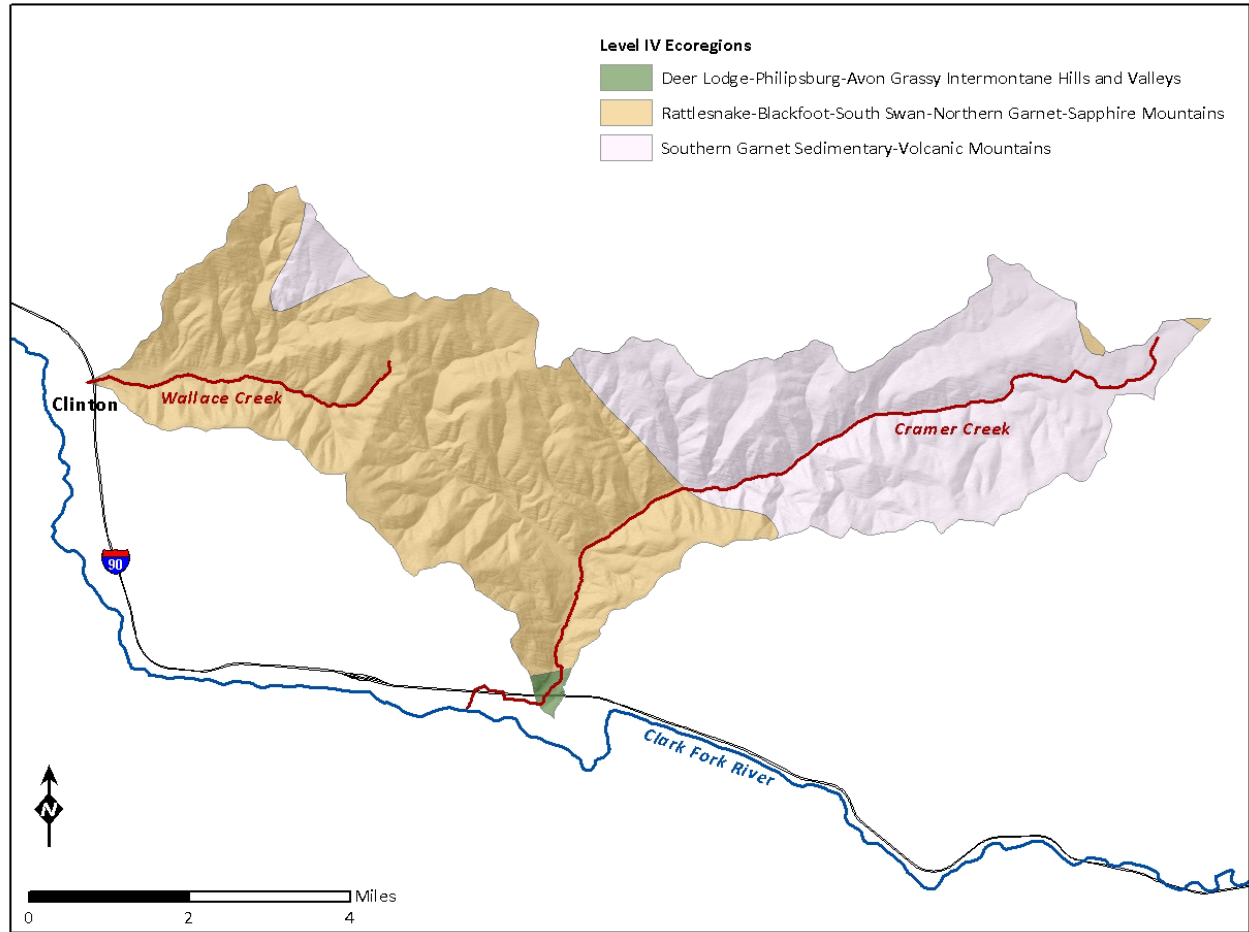 Level IV Ecoregions
Deer Lodge-Philipsburg-Avon Grassy Intermontane Hills and Valleys
Rattlesnake-Blackfoot-South Swan-Northern Garnet-Sapphire Mountains
Southern Garnet Sedimentary-Volcanic Mountains
Clinton
Wallace Creek
Cramer Creek
90
Clark Fork River
N
Miles
0 2 4